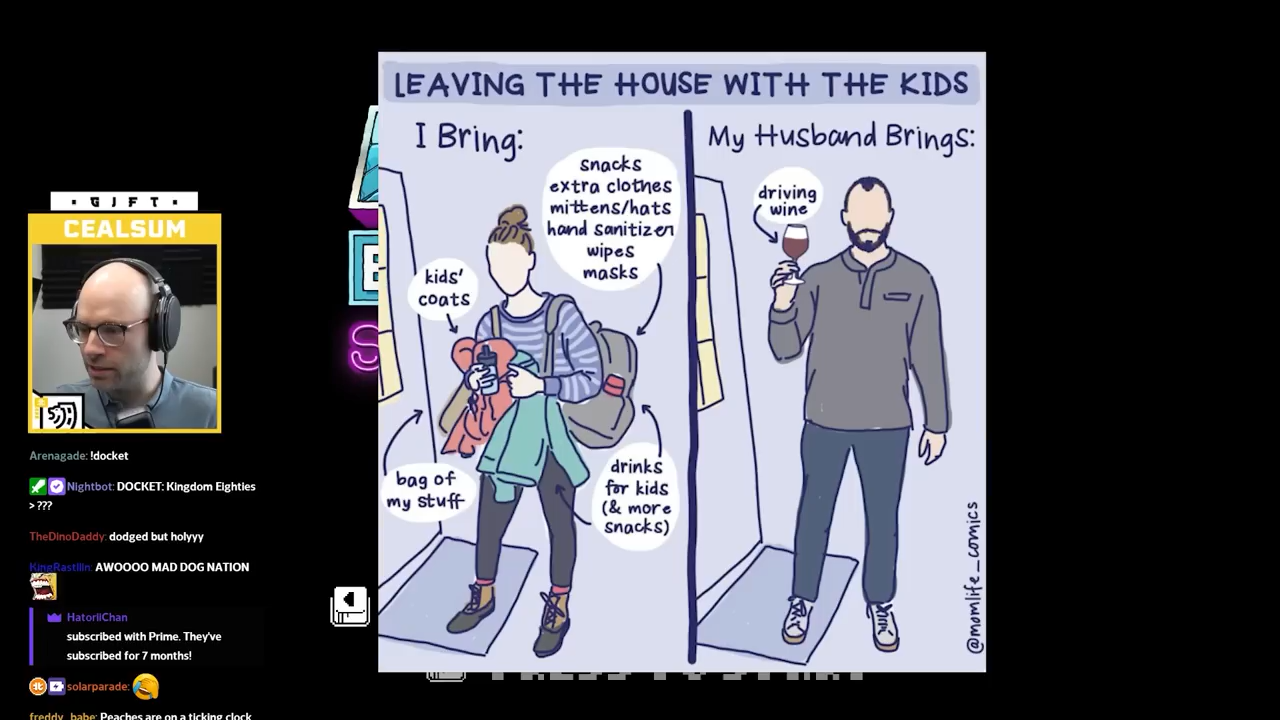 • G I F T •
CEALSUM
Arenagade: !docket
Nightbot: DOCKET: Kingdom Eighties
> ???
TheDinoDaddy: dodged but holyyy
KingRastilin: AWOOOO MAD DOG NATION
HatoriiChan
subscribed with Prime. They've
subscribed for 7 months!
solarparade:
freddy_babe: Peaches are on a ticking clock
LEAVING THE HOUSE WITH THE KIDS
I Bring:
snacks
extra clothes
mittens/hats
hand sanitizer
wipes
masks
kids'
coats
bag of
my stuff
drinks
for kids
(& more
snacks)
My Husband Brings:
driving
wine
@momlife_comics